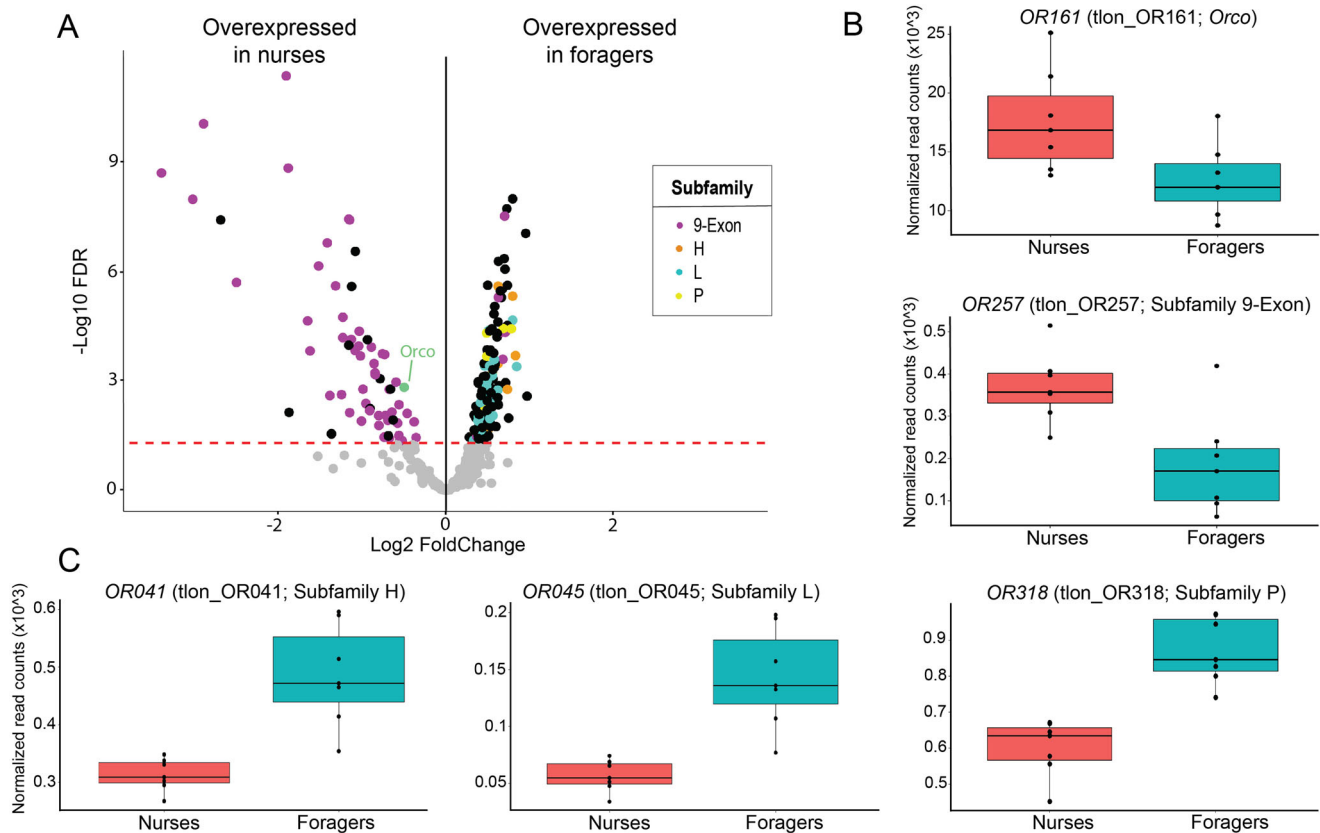 A
Overexpressed
in nurses
Overexpressed
in foragers
-Log10 FDR
9
6
3
0
-2
0
2
Log2 FoldChange
Orco
Subfamily
9-Exon
H
L
P
B
OR161 (tlon_OR161; Orco)
Normalized read counts (x10^3)
25
20
15
10
Nurses
Foragers
OR257 (tlon_OR257; Subfamily 9-Exon)
Normalized read counts (x10^3)
0.5
0.4
0.3
0.2
0.1
Nurses
Foragers
C
OR041 (tlon_OR041; Subfamily H)
Normalized read counts (x10^3)
0.6
0.5
0.4
0.3
Nurses
Foragers
OR045 (tlon_OR045; Subfamily L)
0.2
0.15
0.1
0.05
Nurses
Foragers
OR318 (tlon_OR318; Subfamily P)
0.9
0.8
0.7
0.6
0.5
Nurses
Foragers